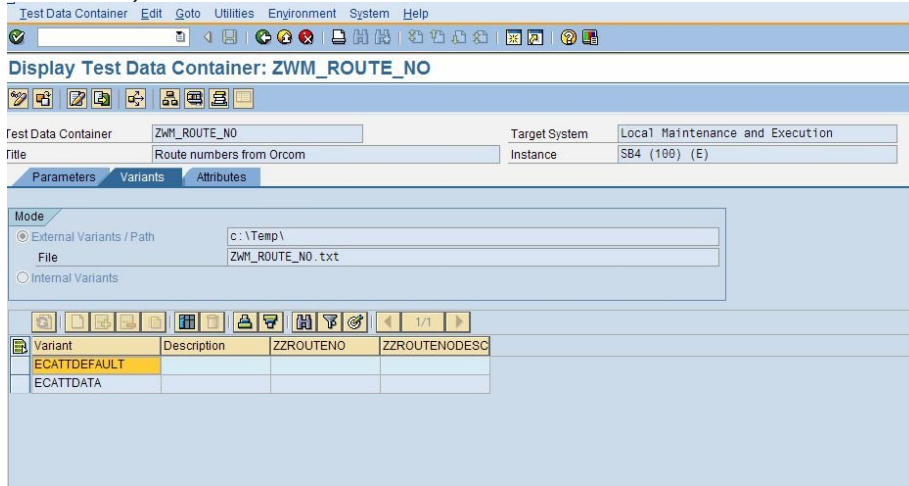 Test Data Container Edit Goto Utilities Environment System Help
Display Test Data Container: ZWM_ROUTE_NO
Test Data Container ZWM_ROUTE_NO Target System Local Maintenance and Execution
Title Route numbers from Orcom Instance SB4 (100) (E)
Parameters Variants Attributes
Mode
External Variants / Path c:\Temp\
File ZWM_ROUTE_NO.txt
Internal Variants
1/1
Variant Description ZZROUTENO ZZROUTENODESC
ECATTDEFAULT
ECATTDATA